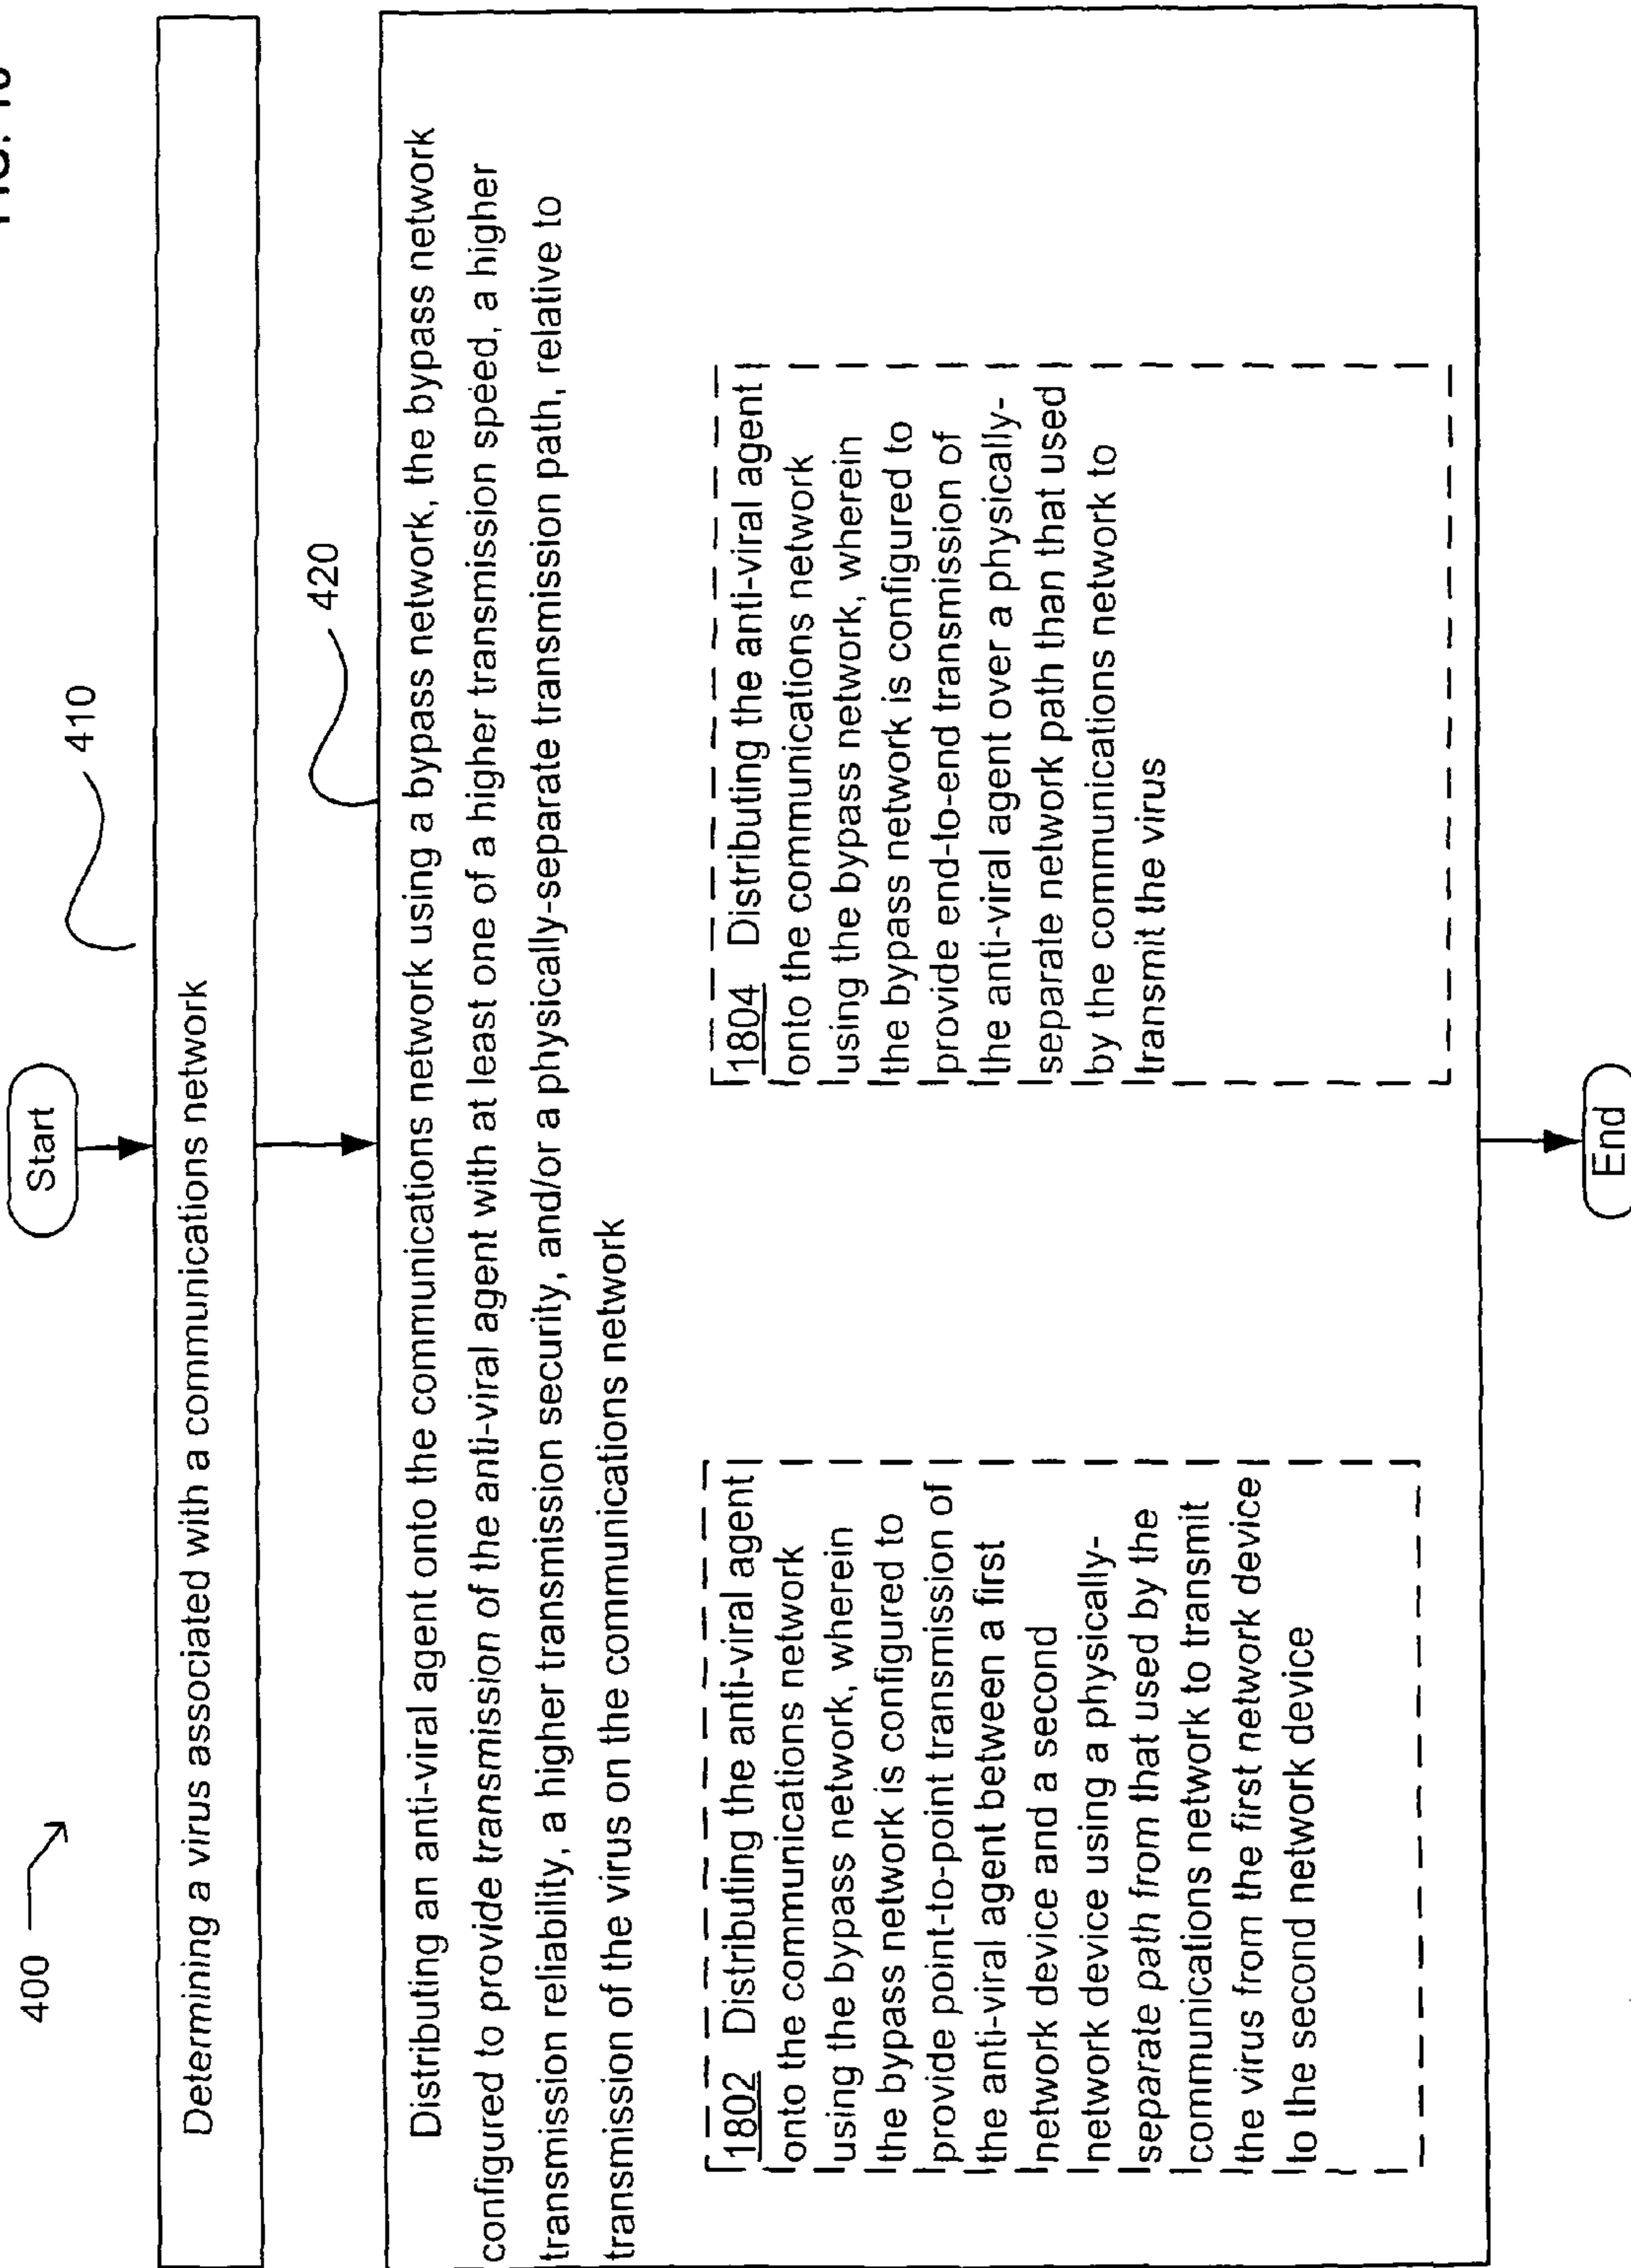 FIG.
400
Start
410
Determining a virus associated with a communications network
420
Distributing an anti-viral agent onto the communications network using a bypass network, the bypass network
configured to provide transmission of the anti-viral agent with at least one of a higher transmission speed, a higher
transmission reliability, a higher transmission security, and/or a physically-separate transmission path, relative to
transmission of the virus on the communications network
1802 Distributing the anti-viral agent
onto the communications network
using the bypass network, wherein
the bypass network is configured to
provide point-to-point transmission of
the anti-viral agent between a first
network device and a second
network device using a physically-
separate path from that used by the
communications network to transmit
the virus from the first network device
to the second network device
1804 Distributing the anti-viral agent
onto the communications network
using the bypass network, wherein
the bypass network is configured to
provide end-to-end transmission of
the anti-viral agent over a physically-
separate network path than that used
by the communications network to
transmit the virus
End